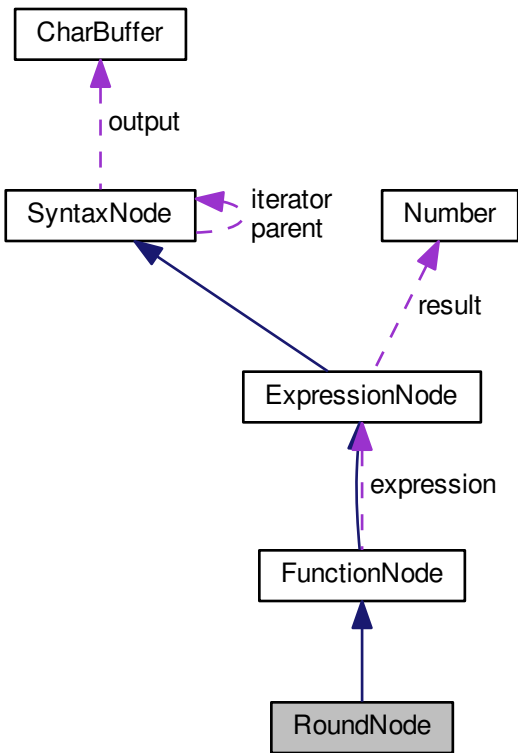 CharBuffer
output
SyntaxNode
iterator
parent
Number
result
ExpressionNode
expression
FunctionNode
RoundNode